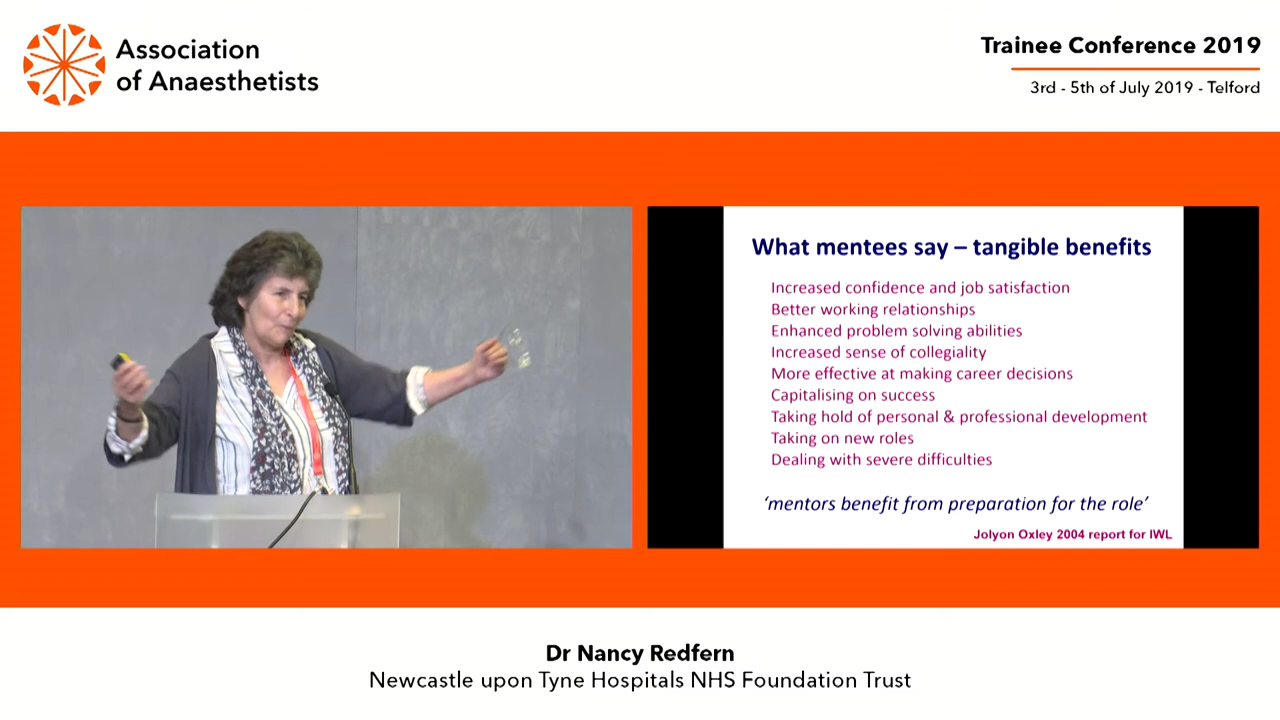 Association
of Anaesthetists
Trainee Conference 2019
3rd - 5th of July 2019 - Telford
What mentees say – tangible benefits
Increased confidence and job satisfaction
Better working relationships
Enhanced problem solving abilities
Increased sense of collegiality
More effective at making career decisions
Capitalising on success
Taking hold of personal & professional development
Taking on new roles
Dealing with severe difficulties
‘mentors benefit from preparation for the role’
Jolyon Oxley 2004 report for IWL
Dr Nancy Redfern
Newcastle upon Tyne Hospitals NHS Foundation Trust